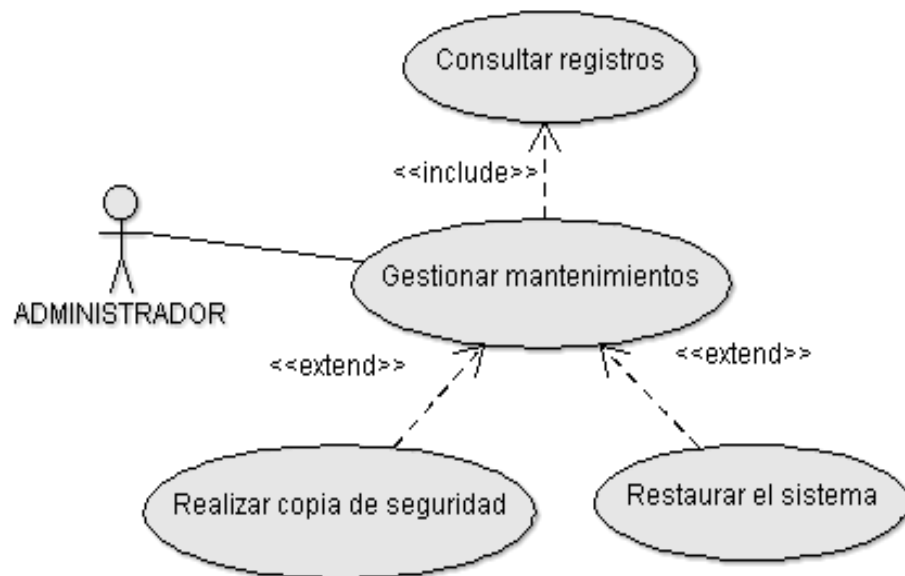 Consultar registros
<<include>>
Gestionar mantenimientos
ADMINISTRADOR
<<extend>>
<<extend>>
Realizar copia de seguridad
Restaurar el sistema